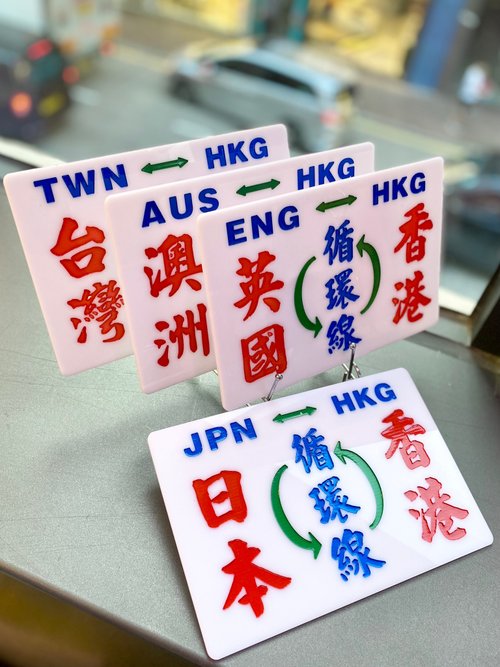 TWN ↔ HKG
台灣
AUS ↔ HKG
澳洲
ENG ↔ HKG
英國
循環線
香港
JPN ↔ HKG
日本
循環線
香港